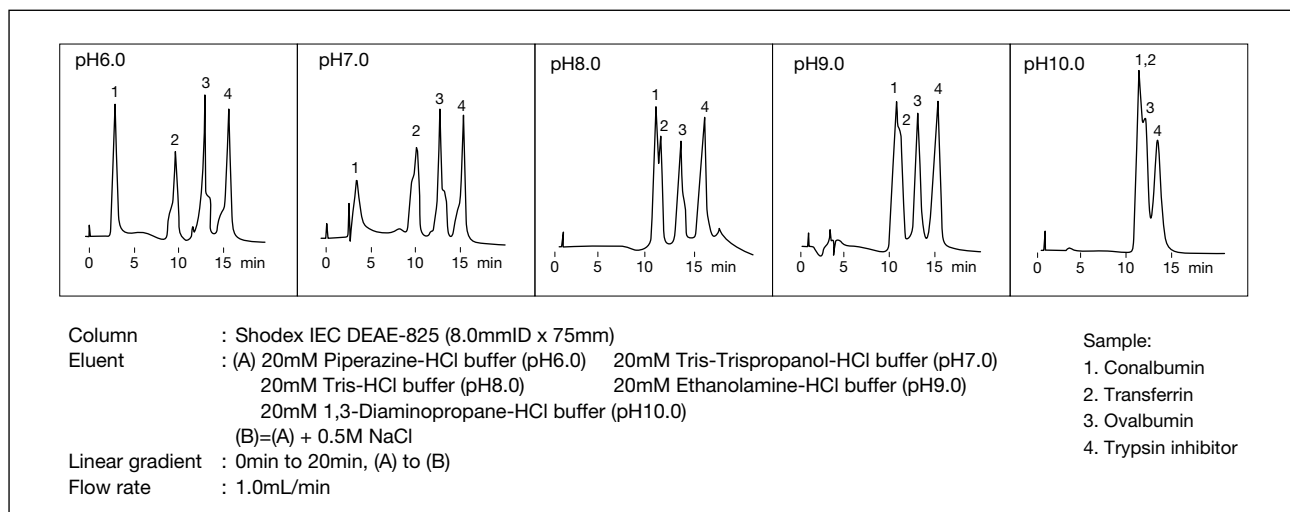 pH6.0
1
2
3
4
0 5 10 15 min
pH7.0
1
2
3
4
0 5 10 15 min
pH8.0
1
2
3
4
0 5 10 15 min
pH9.0
1
2
3
4
0 5 10 15 min
pH10.0
1,2
3
4
0 5 10 15 min
Column : Shodex IEC DEAE-825 (8.0mmID x 75mm)
Eluent : (A) 20mM Piperazine-HCl buffer (pH6.0) 20mM Tris-Trispropanol-HCl buffer (pH7.0)
20mM Tris-HCl buffer (pH8.0) 20mM Ethanolamine-HCl buffer (pH9.0)
20mM 1,3-Diaminopropane-HCl buffer (pH10.0)
(B)=(A) + 0.5M NaCl
Linear gradient : 0min to 20min, (A) to (B)
Flow rate : 1.0mL/min
Sample:
1. Conalbumin
2. Transferrin
3. Ovalbumin
4. Trypsin inhibitor